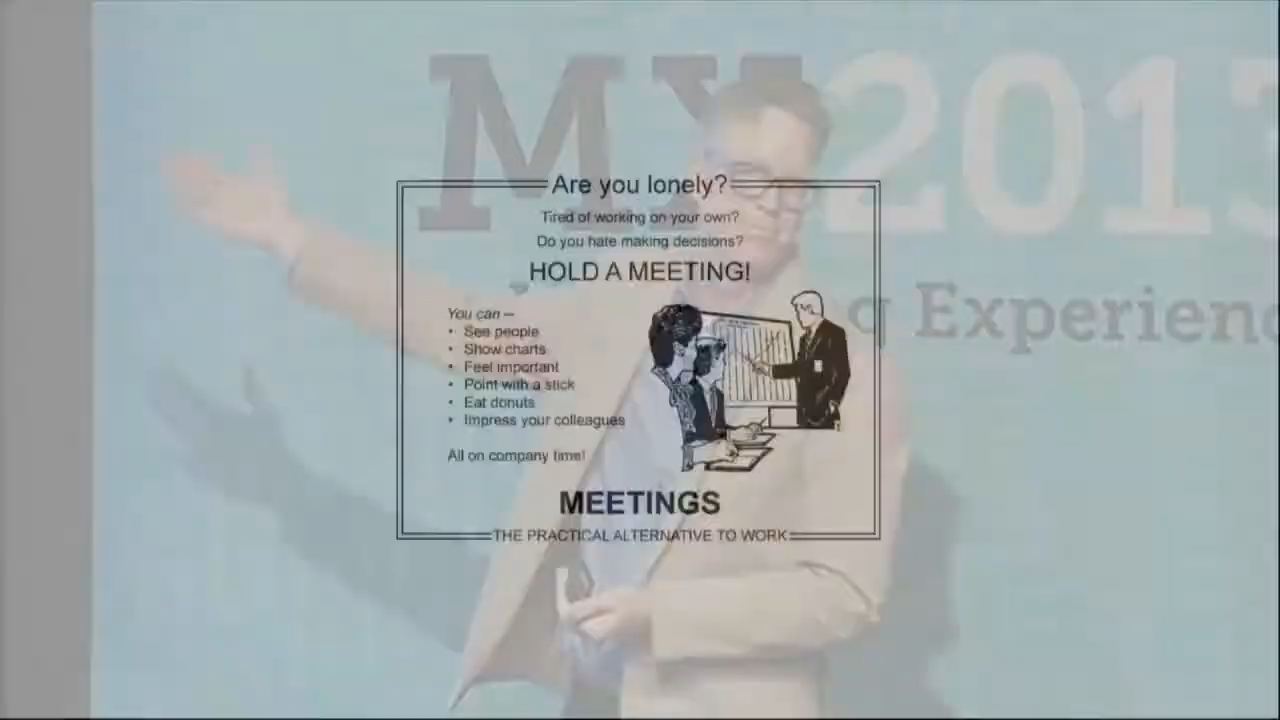 MX 2013
g Experien
Are you lonely?
Tired of working on your own?
Do you hate making decisions?
HOLD A MEETING!
You can –
• See people
• Show charts
• Feel important
• Point with a stick
• Eat donuts
• Impress your colleagues
All on company time!
MEETINGS
THE PRACTICAL ALTERNATIVE TO WORK